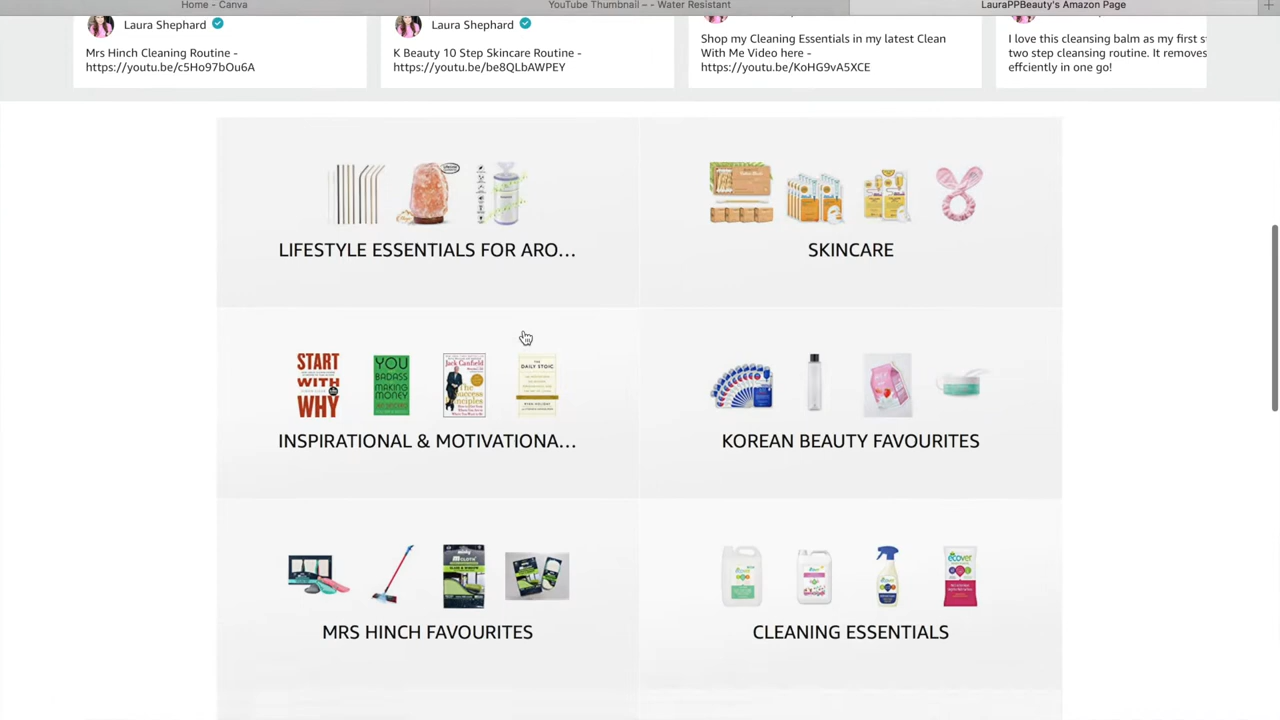 Home - Canva
YouTube Thumbnail – - Water Resistant
LauraPPBeauty's Amazon Page
Laura Shephard
Mrs Hinch Cleaning Routine -
https://youtu.be/c5Ho97bOu6A
Laura Shephard
K Beauty 10 Step Skincare Routine -
https://youtu.be/be8QLbAWPEY
Shop my Cleaning Essentials in my latest Clean
With Me Video here -
https://youtu.be/KoHG9vA5XCE
I love this cleansing balm as my first s
two step cleansing routine. It removes
effciently in one go!
LIFESTYLE ESSENTIALS FOR ARO...
SKINCARE
START
WITH
WHY
YOU
BADASS
MAKING
MONEY
Jack Canfield
The
Success
Principles
THE
DAILY STOIC
INSPIRATIONAL & MOTIVATIONA...
KOREAN BEAUTY FAVOURITES
MRS HINCH FAVOURITES
ecover
CLEANING ESSENTIALS